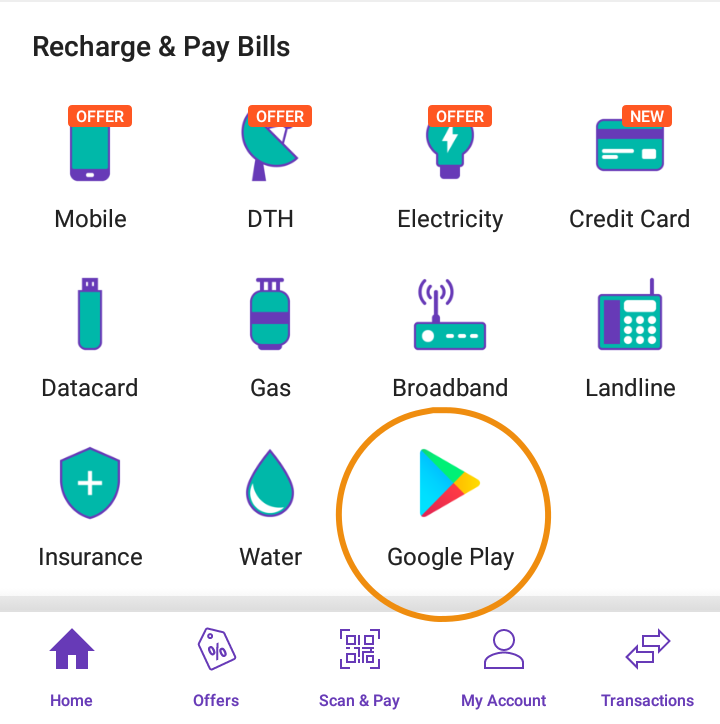 Recharge & Pay Bills
OFFER OFFER OFFER NEW
Mobile DTH Electricity Credit Card
Datacard Gas Broadband Landline
Insurance Water Google Play
Home Offers Scan & Pay My Account Transactions